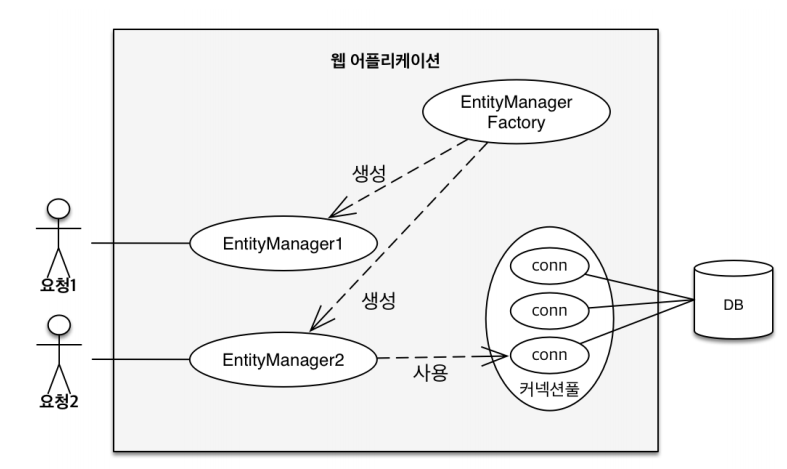 웹 어플리케이션
EntityManager
Factory
생성
EntityManager1
요청1
conn
conn
DB
생성
EntityManager2
conn
사용
커넥션풀
요청2